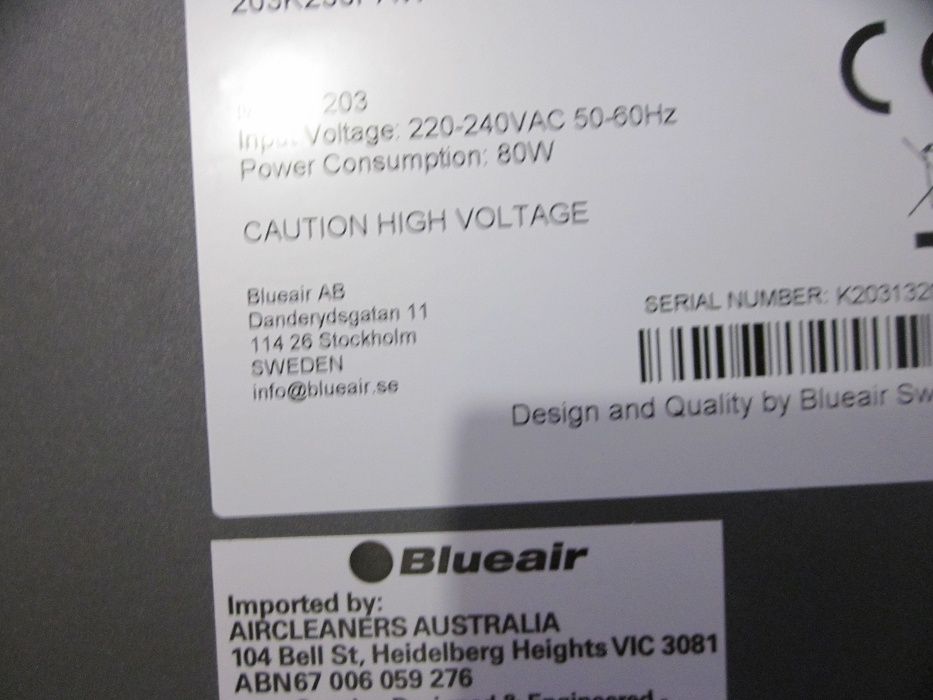 203
Input Voltage: 220-240VAC 50-60Hz
Power Consumption: 80W
CAUTION HIGH VOLTAGE
Blueair AB
Danderydsgatan 11
114 26 Stockholm
SWEDEN
info@blueair.se
CE
SERIAL NUMBER: K203132
Design and Quality by Blueair Sw
Blueair
Imported by:
AIRCLEANERS AUSTRALIA
104 Bell St, Heidelberg Heights VIC 3081
ABN67 006 059 276